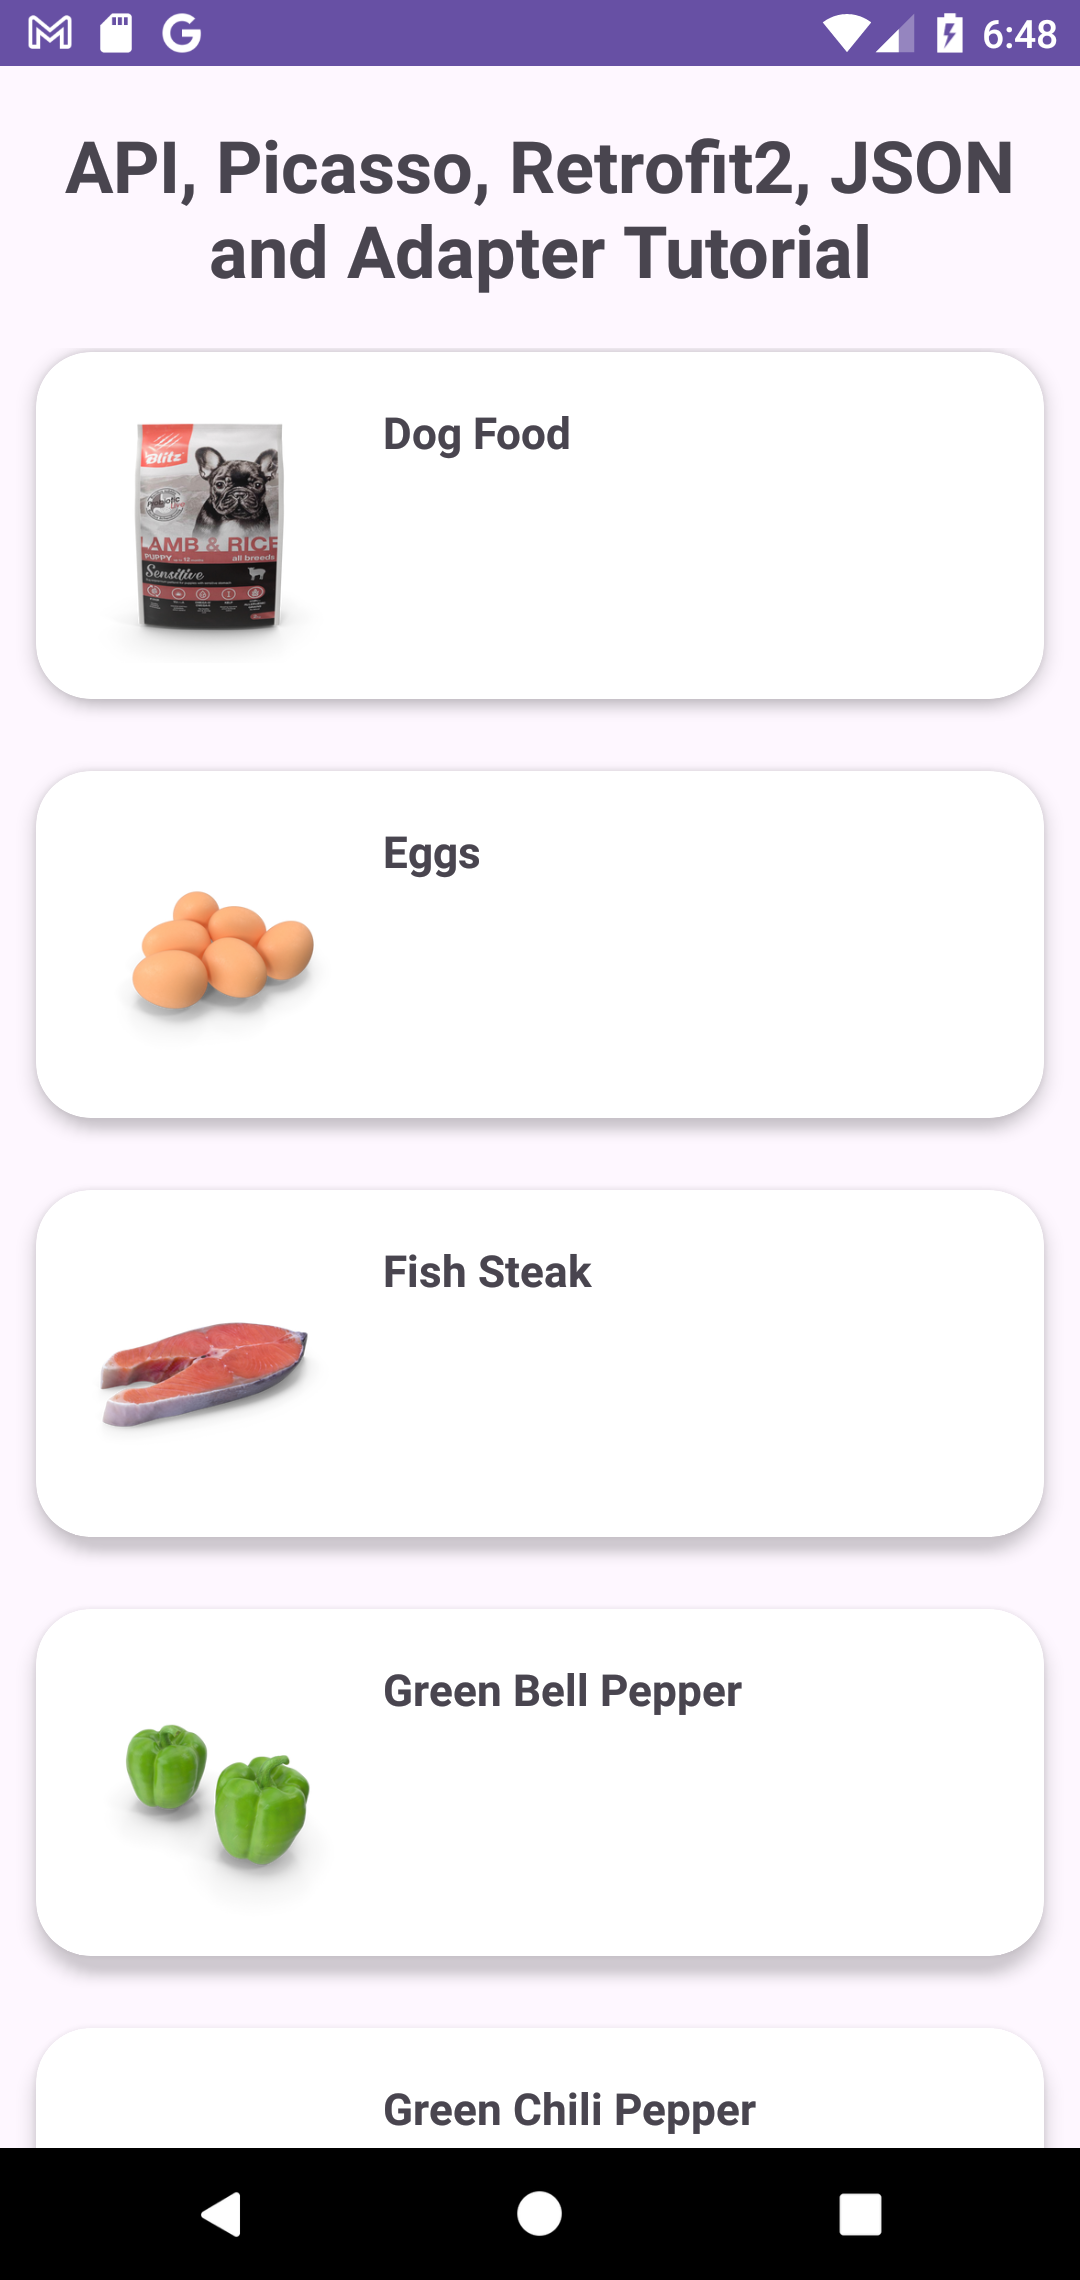 6:48
API, Picasso, Retrofit2, JSON
and Adapter Tutorial
Dog Food
Blitz
LAMB & RICE
PUPPY
all breeds
Sensitive
Eggs
Fish Steak
Green Bell Pepper
Green Chili Pepper